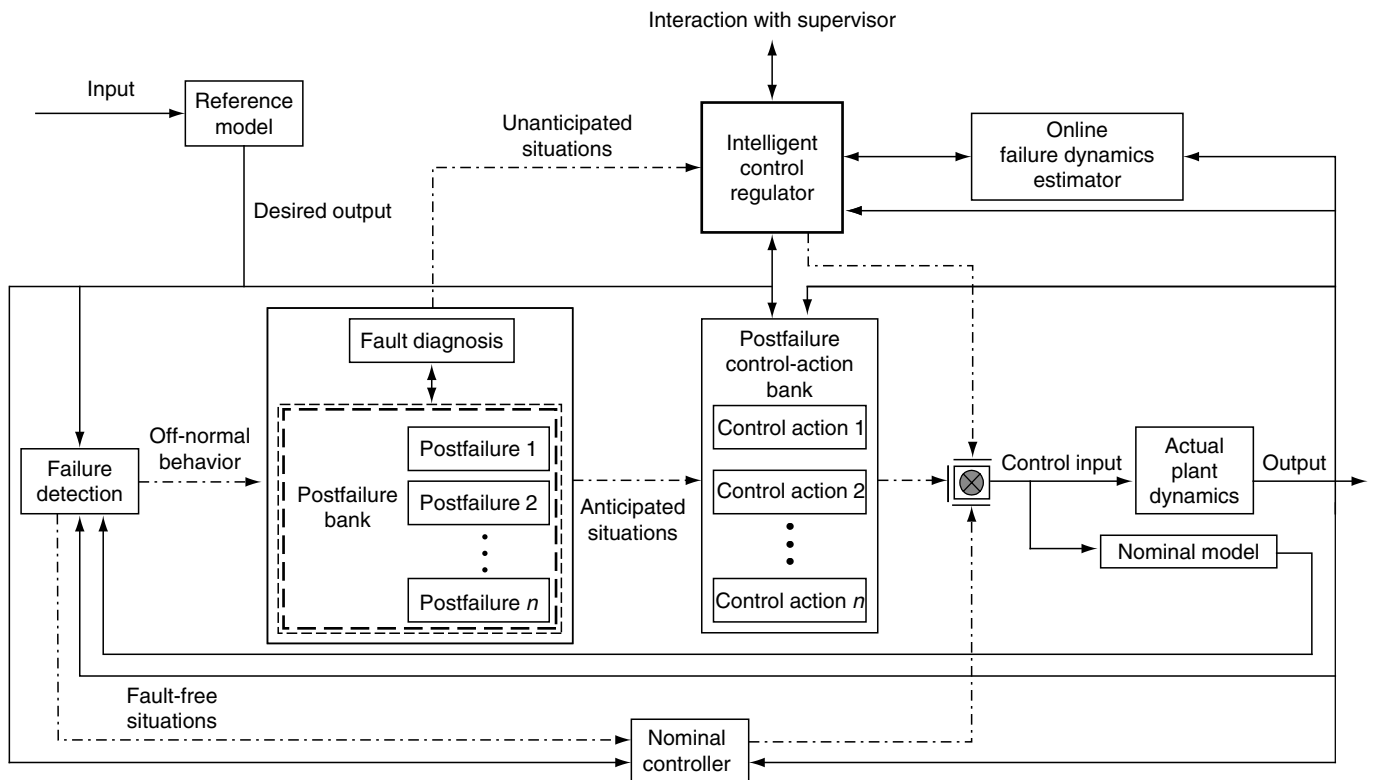 Interaction with supervisor
Input
Reference
model
Unanticipated
situations
Intelligent
control
regulator
Online
failure dynamics
estimator
Desired output
Fault diagnosis
Postfailure
control-action
bank
Off-normal
behavior
Failure
detection
Postfailure
bank
Postfailure 1
Postfailure 2
Postfailure n
Anticipated
situations
Control action 1
Control action 2
Control action n
Control input
Actual
plant
dynamics
Output
Nominal model
Fault-free
situations
Nominal
controller